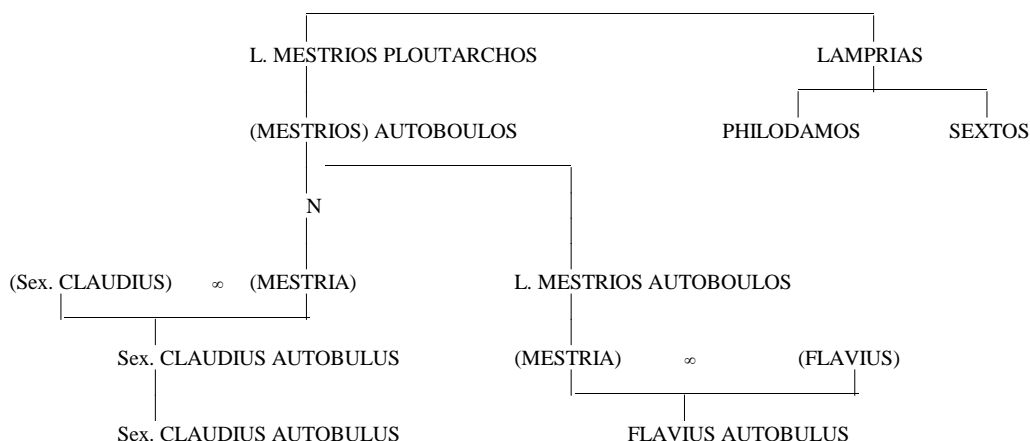 L. MESTRIOS PLOUTARCHOS LAMPRIAS
(MESTRIOS) AUTOBOULOS PHILODAMOS SEXTOS
N
(Sex. CLAUDIUS) ∞ (MESTRIA) L. MESTRIOS AUTOBOULOS
Sex. CLAUDIUS AUTOBULUS (MESTRIA) ∞ (FLAVIUS)
Sex. CLAUDIUS AUTOBULUS FLAVIUS AUTOBULUS